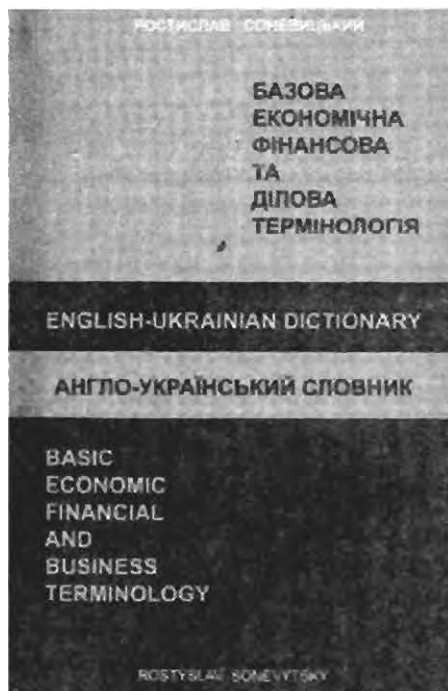 РОСТИСЛАВ СОНЕВИЦЬКИЙ
БАЗОВА
ЕКОНОМІЧНА
ФІНАНСОВА
ТА
ДІЛОВА
ТЕРМІНОЛОГІЯ
ENGLISH-UKRAINIAN DICTIONARY
АНГЛО-УКРАЇНСЬКИЙ СЛОВНИК
BASIC
ECONOMIC
FINANCIAL
AND
BUSINESS
TERMINOLOGY
ROSTYSLAV SONEVYTSKY